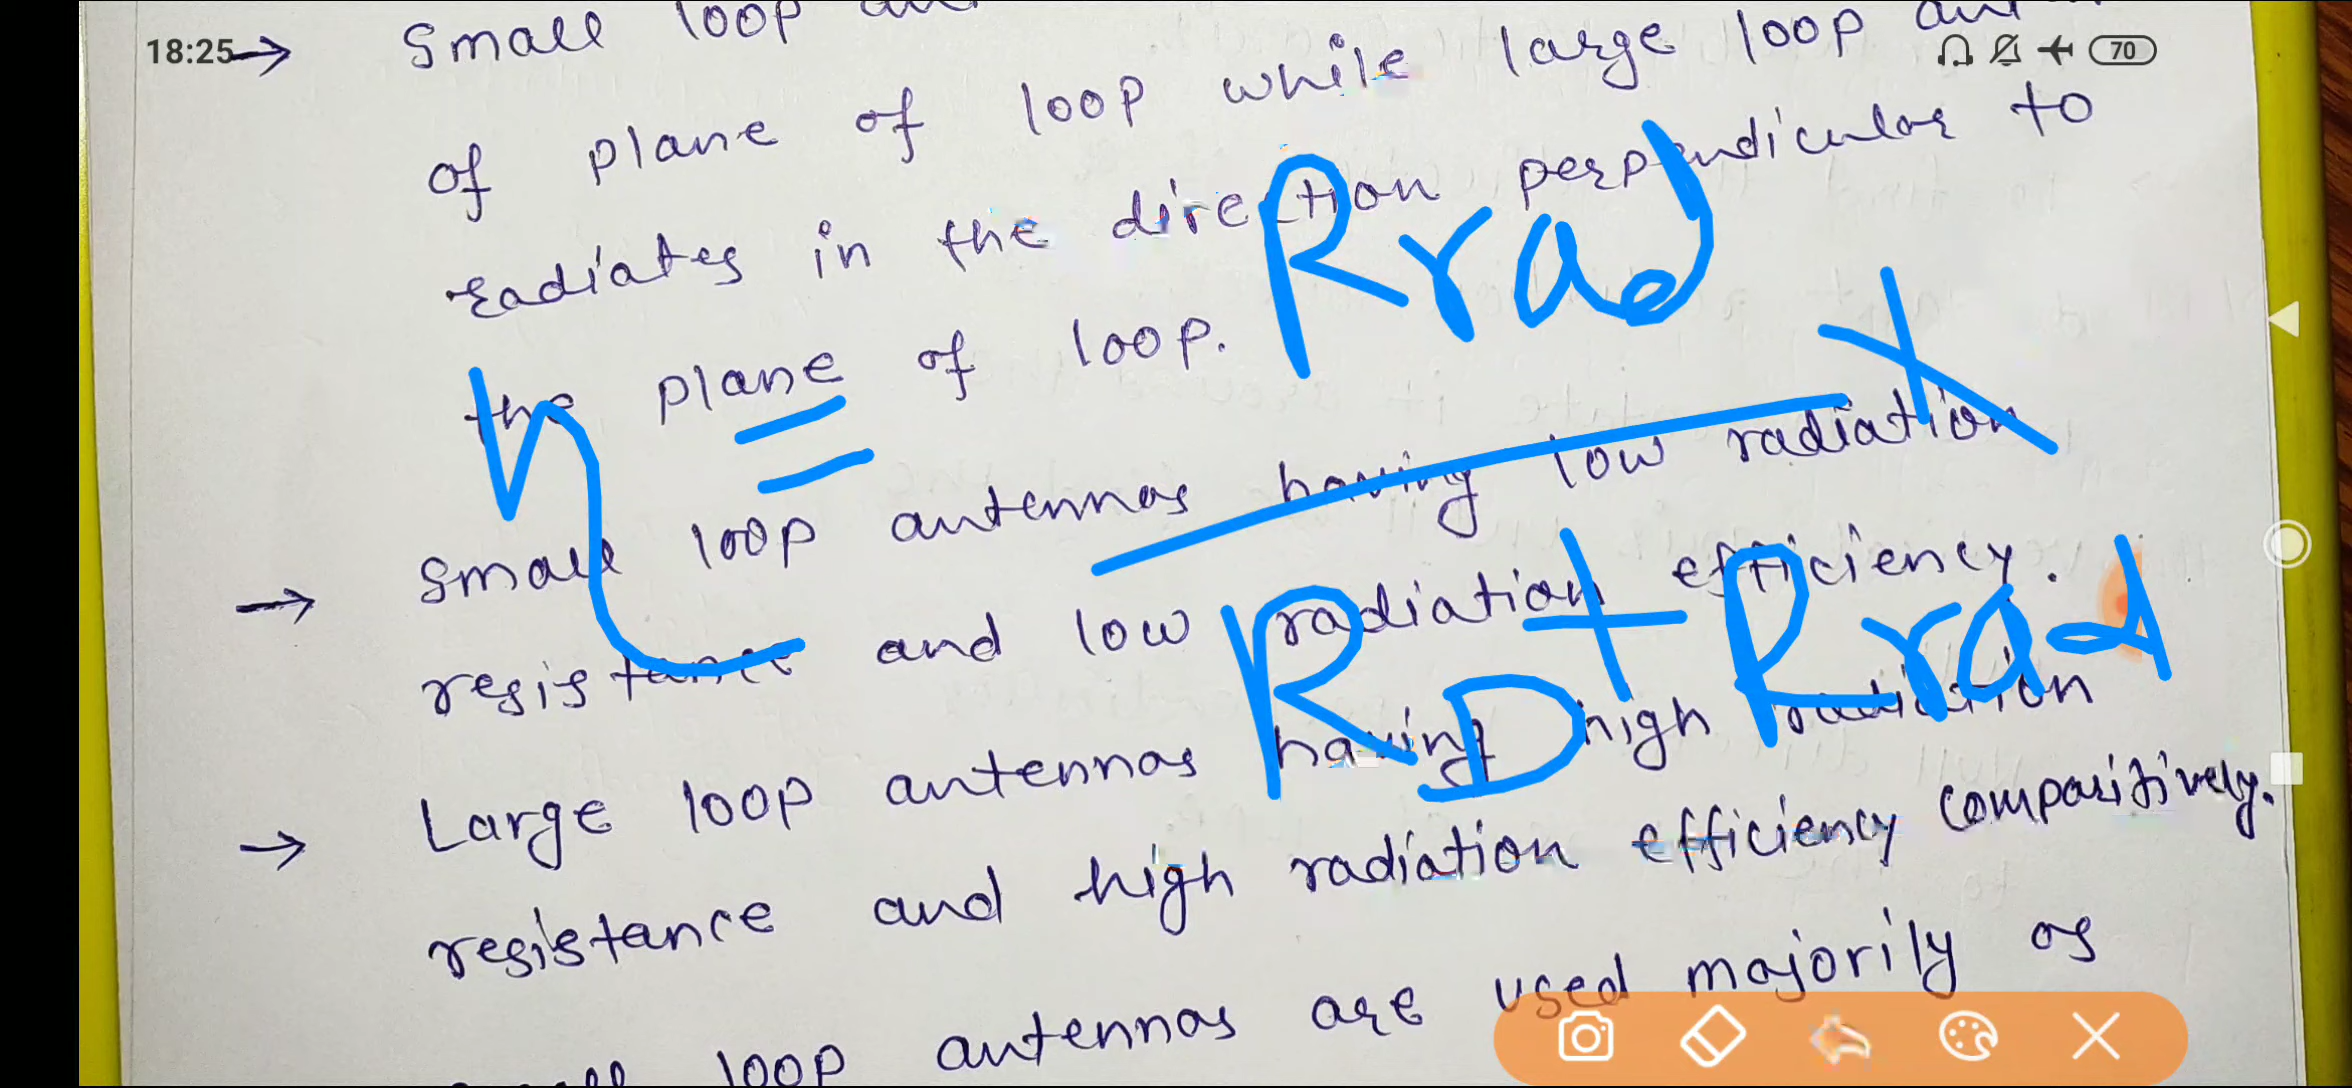 18:25 → Small loop
70
of plane of loop while large loop
radiates in the direction perpendicular to
the plane of loop.
→ Small loop antennas having low radiation
resistance and low radiation efficiency.
→ Large loop antennas having high radiation
resistance and high radiation efficiency comparitively.
loop antennas are used majorily as
η = Rrad
RD + Rrad